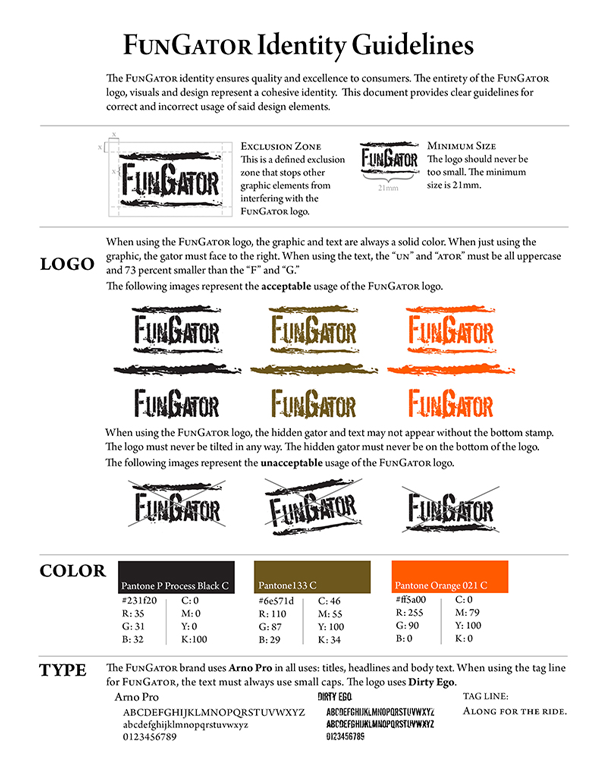 FunGator Identity Guidelines
The FunGator identity ensures quality and excellence to consumers. The entirety of the FunGator
logo, visuals and design represent a cohesive identity.  This document provides clear guidelines for
correct and incorrect usage of said design elements.
x
x
x
FunGator
Exclusion Zone
This is a defined exclusion
zone that stops other
graphic elements from
interfering with the
FunGator logo.
FunGator
21mm
Minimum Size
The logo should never be
too small. The minimum
size is 21mm.
LOGO
When using the FunGator logo, the graphic and text are always a solid color. When just using the
graphic, the gator must face to the right. When using the text, the “un” and “ator” must be all uppercase
and 73 percent smaller than the “F” and “G.”
The following images represent the acceptable usage of the FunGator logo.
FunGator FunGator FunGator
FunGator FunGator FunGator
When using the FunGator logo, the hidden gator and text may not appear without the bottom stamp.
The logo must never be tilted in any way. The hidden gator must never be on the bottom of the logo.
The following images represent the unacceptable usage of the FunGator logo.
FunGator FunGator FunGator
COLOR
Pantone P Process Black C
#231f20
R: 35
G: 31
B: 32
C: 0
M: 0
Y: 0
K:100
Pantone133 C
#6e571d
R: 110
G: 87
B: 29
C: 46
M: 55
Y: 100
K: 34
Pantone Orange 021 C
#ff5a00
R: 255
G: 90
B: 0
C: 0
M: 79
Y: 100
K: 0
TYPE
The FunGator brand uses Arno Pro in all uses: titles, headlines and body text. When using the tag line
for FunGator, the text must always use small caps. The logo uses Dirty Ego.
Arno Pro
ABCDEFGHIJKLMNOPQRSTUVWXYZ
abcdefghijklmnopqrstuvwxyz
0123456789
DIRTY EGO
ABCDEFGHIJKLMNOPQRSTUVWXYZ
ABCDEFGHIJKLMNOPQRSTUVWXYZ
0123456789
TAG LINE:
Along for the ride.